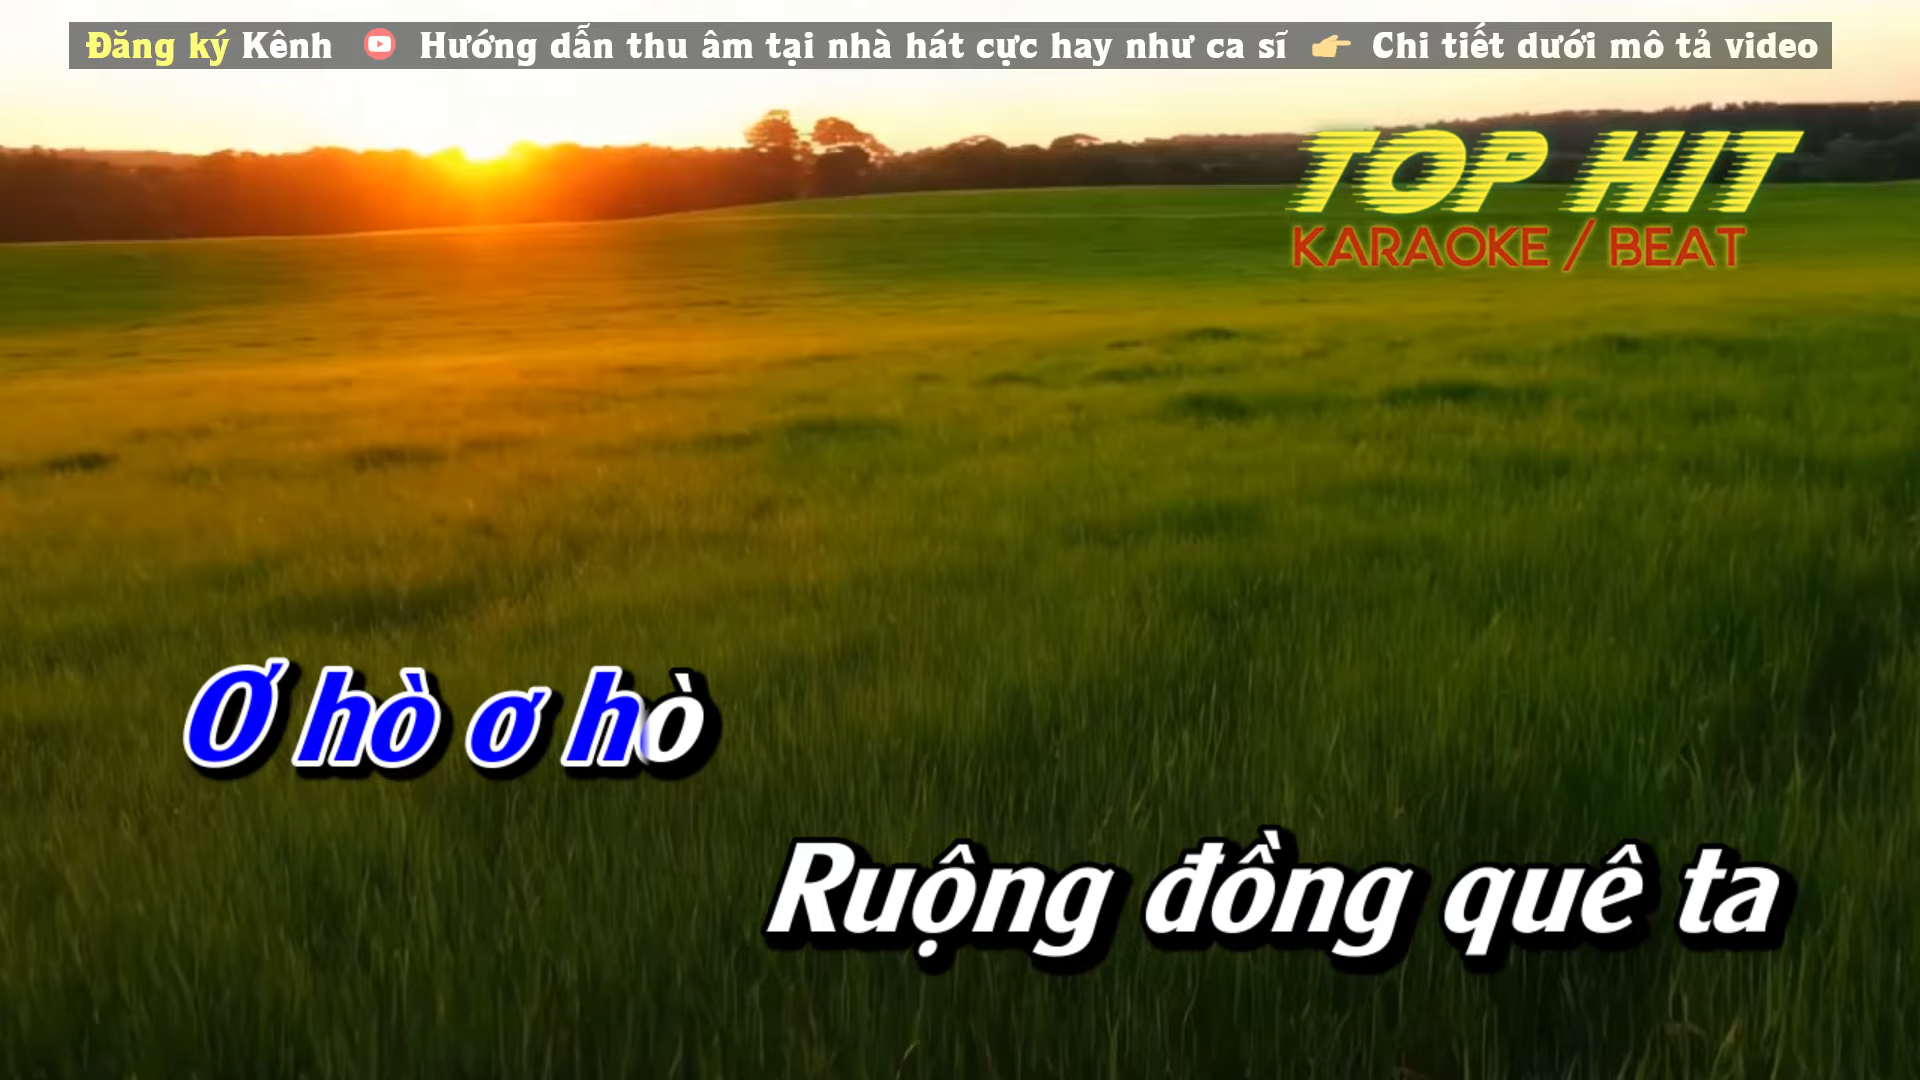 Đăng ký Kênh Hướng dẫn thu âm tại nhà hát cực hay như ca sĩ Chi tiết dưới mô tả video
TOP HIT
KARAOKE / BEAT
Ơ hò ơ hò
Ruộng đồng quê ta